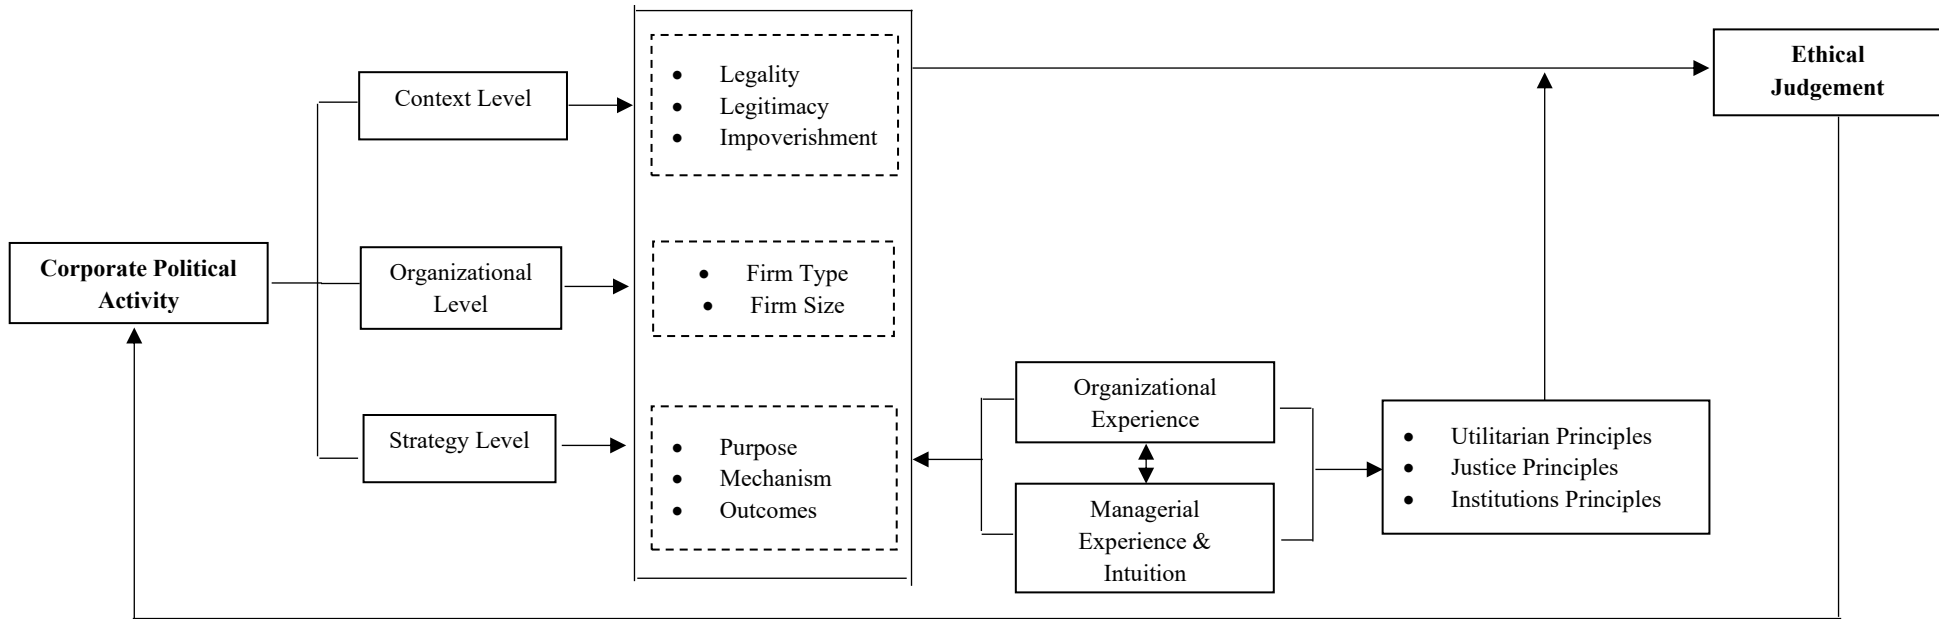 Corporate Political
Activity
Context Level
Organizational
Level
Strategy Level
• Legality
• Legitimacy
• Impoverishment
• Firm Type
• Firm Size
• Purpose
• Mechanism
• Outcomes
Organizational
Experience
Managerial
Experience &
Intuition
• Utilitarian Principles
• Justice Principles
• Institutions Principles
Ethical
Judgement